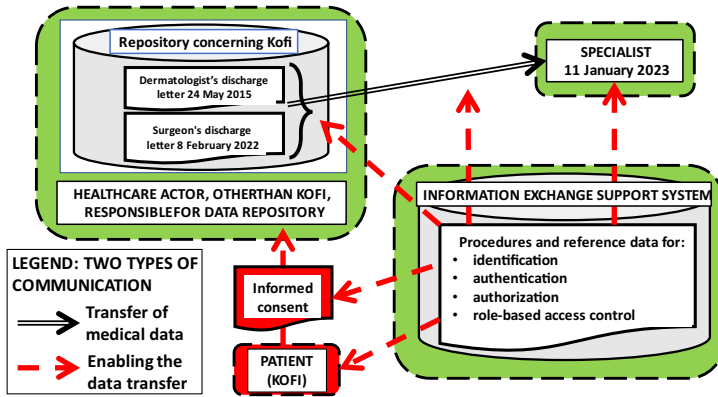 Repository concerning Kofi
Dermatologist's discharge
letter 24 May 2015
Surgeon's discharge
letter 8 February 2022
HEALTHCARE ACTOR, OTHERTHAN KOFI,
RESPONSIBLEFOR DATA REPOSITORY
SPECIALIST
11 January 2023
INFORMATION EXCHANGE SUPPORT SYSTEM
Procedures and reference data for:
• identification
• authentication
• authorization
• role-based access control
LEGEND: TWO TYPES OF
COMMUNICATION
Transfer of
medical data
Enabling the
data transfer
Informed
consent
PATIENT
(KOFI)